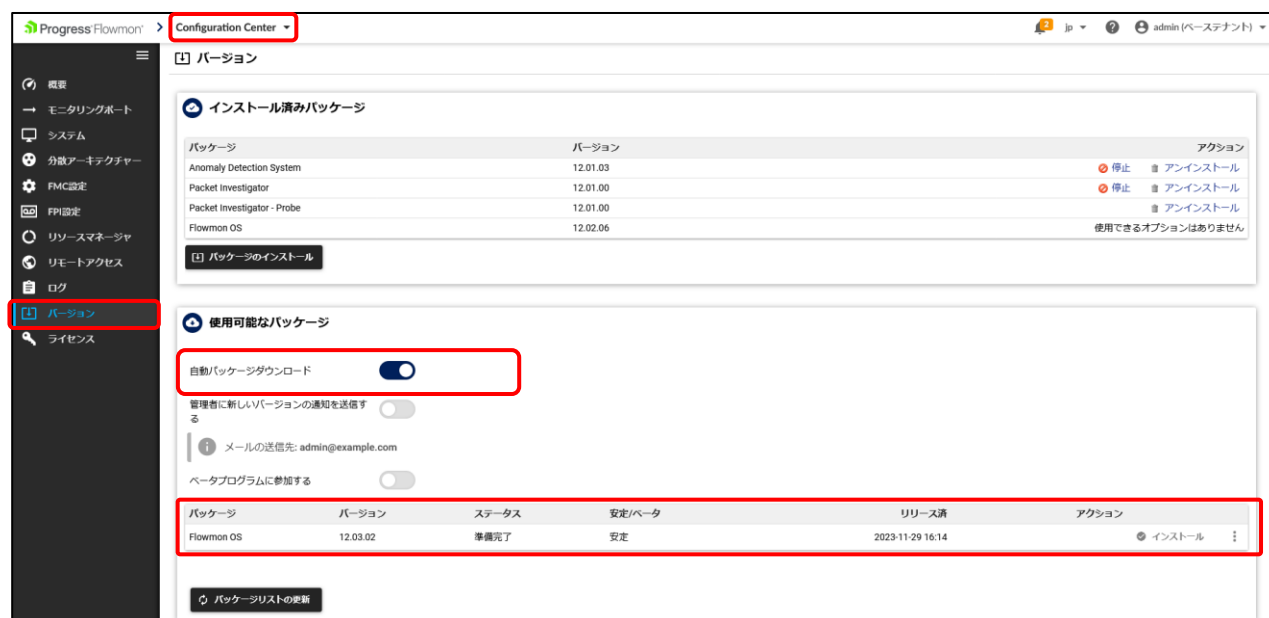 Progress Flowmon
Configuration Center
2
jp
admin (ベーステナント)
バージョン
概要
モニタリングポート
システム
分散アーキテクチャー
FMC設定
FPI設定
リソースマネージャ
リモートアクセス
ログ
バージョン
ライセンス
インストール済みパッケージ
パッケージ バージョン アクション
Anomaly Detection System 12.01.03 停止 アンインストール
Packet Investigator 12.01.00 停止 アンインストール
Packet Investigator - Probe 12.01.00 アンインストール
Flowmon OS 12.02.06 使用できるオプションはありません
パッケージのインストール
使用可能なパッケージ
自動パッケージダウンロード
管理者に新しいバージョンの通知を送信す
る
メールの送信先: admin@example.com
ベータプログラムに参加する
パッケージ バージョン ステータス 安定/ベータ リリース済 アクション
Flowmon OS 12.03.02 準備完了 安定 2023-11-29 16:14 インストール
パッケージリストの更新